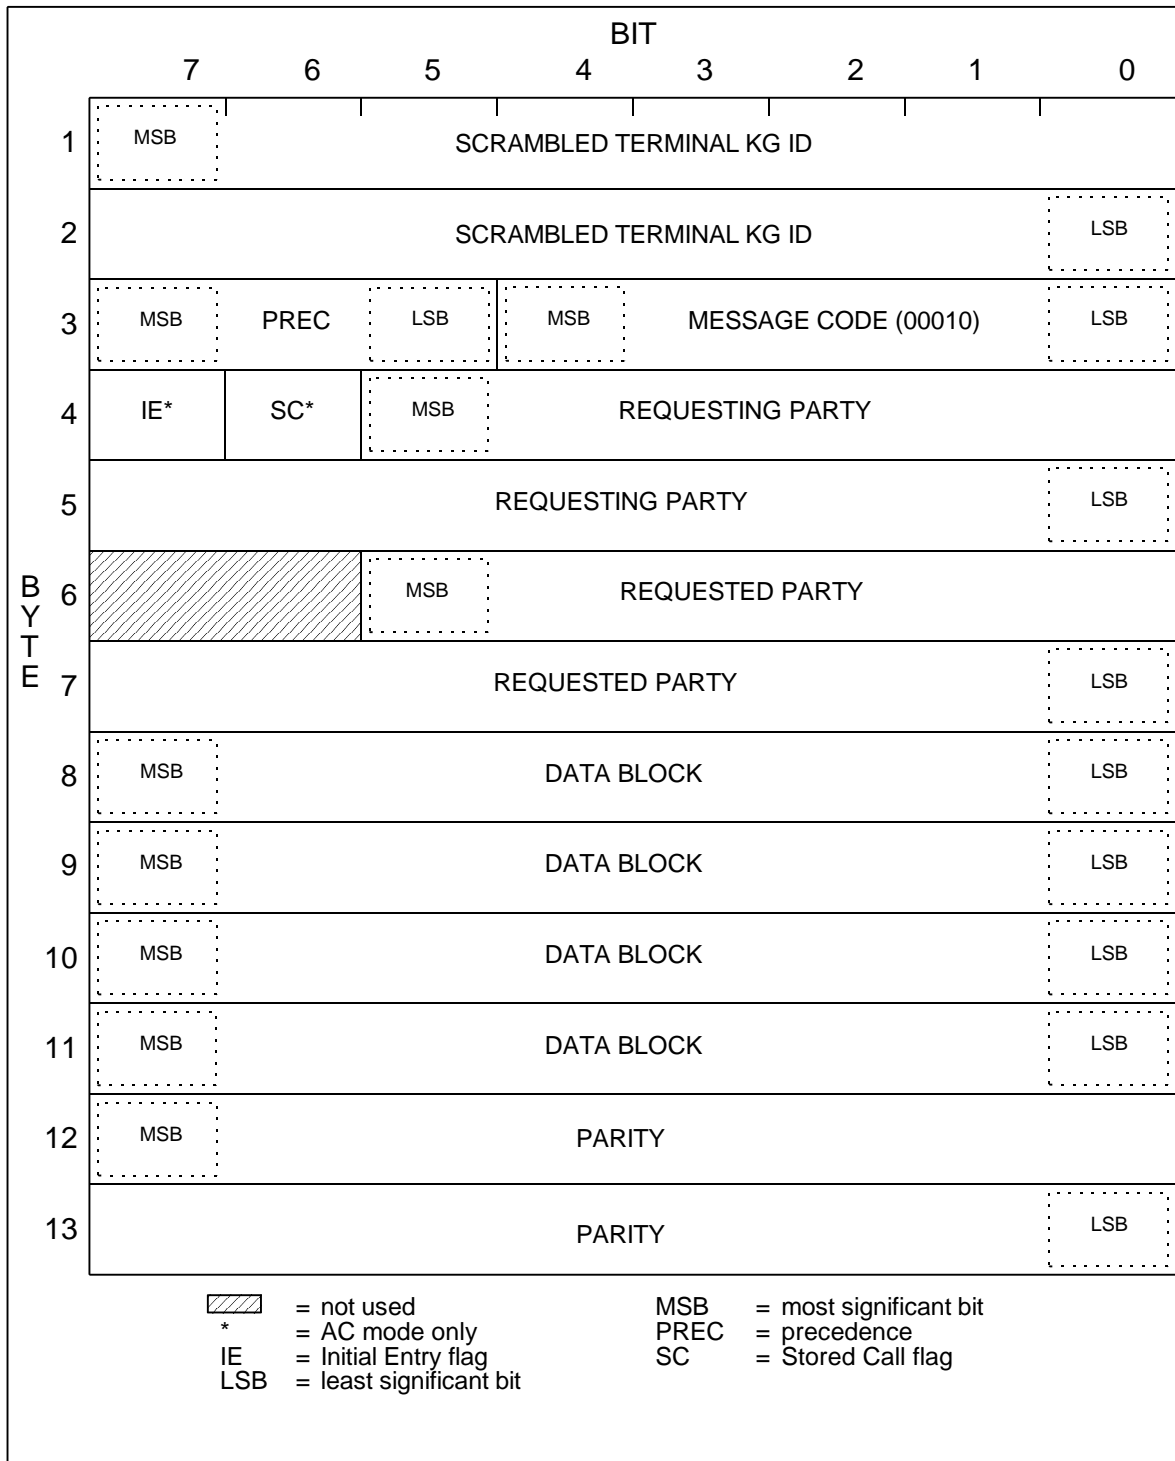 BIT
7 6 5 4 3 2 1 0
1 MSB SCRAMBLED TERMINAL KG ID
2 SCRAMBLED TERMINAL KG ID LSB
3 MSB PREC LSB MSB MESSAGE CODE (00010) LSB
4 IE* SC* MSB REQUESTING PARTY
5 REQUESTING PARTY LSB
BYTE
6 MSB REQUESTED PARTY
7 REQUESTED PARTY LSB
8 MSB DATA BLOCK LSB
9 MSB DATA BLOCK LSB
10 MSB DATA BLOCK LSB
11 MSB DATA BLOCK LSB
12 MSB PARITY
13 PARITY LSB
= not used MSB = most significant bit
* = AC mode only PREC = precedence
IE = Initial Entry flag SC = Stored Call flag
LSB = least significant bit